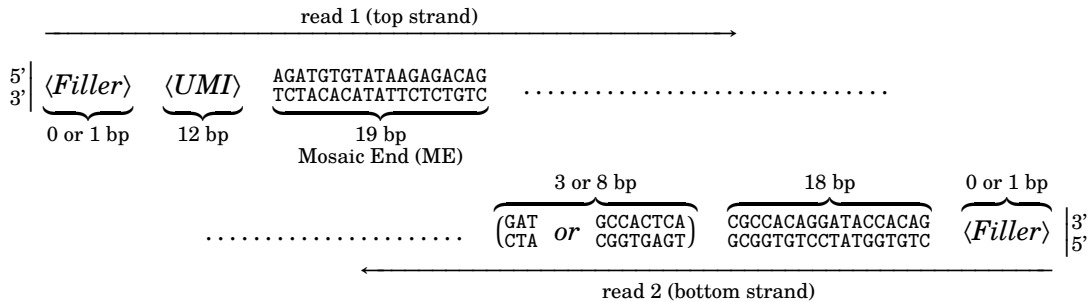 read 1 (top strand)
5’ ⟨Filler⟩ ⟨UMI⟩ AGATGTGTATAAGAGACAG
3’ TCTACACATATTCTCTGTC
0 or 1 bp 12 bp 19 bp
Mosaic End (ME)
3 or 8 bp 18 bp 0 or 1 bp
(GAT or GCCACTCA) CGCCACAGGATACCACAG ⟨Filler⟩ 3’
CTA CGGTGAGT GCGGTGTCCTATGGTGTC 5’
read 2 (bottom strand)